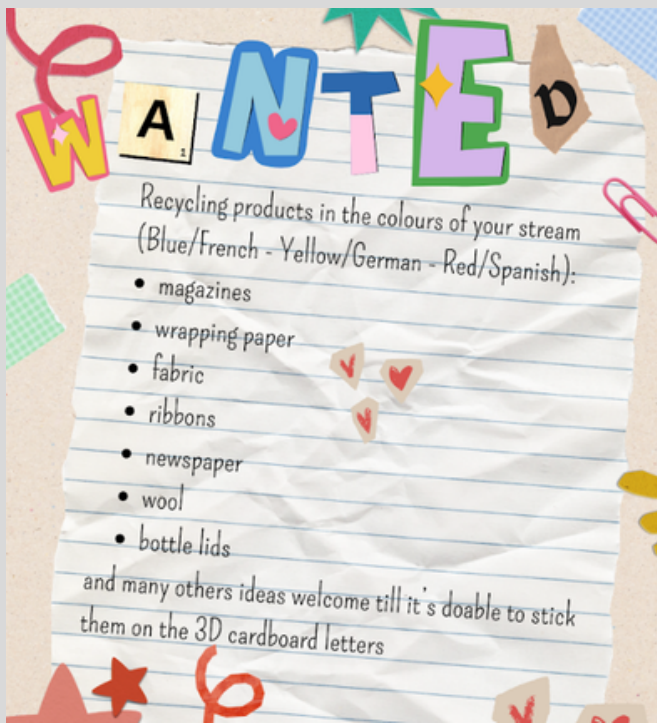 WANTED
Recycling products in the colours of your stream
(Blue/French - Yellow/German - Red/Spanish):
• magazines
• wrapping paper
• fabric
• ribbons
• newspaper
• wool
• bottle lids
and many others ideas welcome till it's doable to stick
them on the 3D cardboard letters